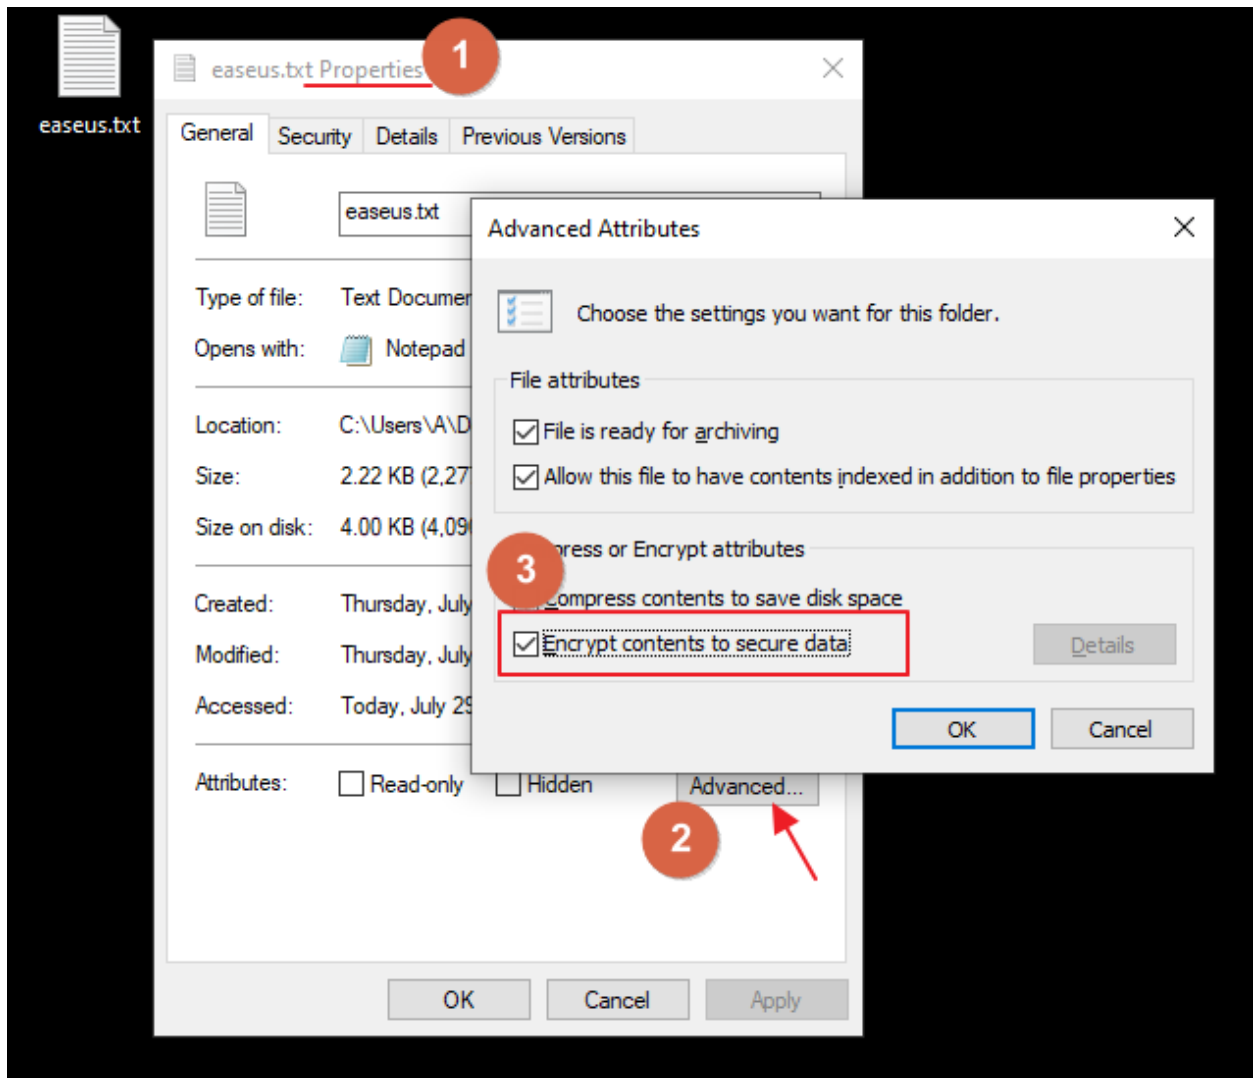 easeus.txt
easeus.txt Properties
1
General Security Details Previous Versions
easeus.txt
Type of file: Text Documen
Opens with: Notepad
Location: C:\Users\A\D
Size: 2.22 KB (2,277
Size on disk: 4.00 KB (4,096
Created: Thursday, July
Modified: Thursday, July
Accessed: Today, July 29
Attributes: Read-only Hidden Advanced...
2
OK Cancel Apply
Advanced Attributes
Choose the settings you want for this folder.
File attributes
File is ready for archiving
Allow this file to have contents indexed in addition to file properties
3
press or Encrypt attributes
Compress contents to save disk space
Encrypt contents to secure data
Details
OK Cancel